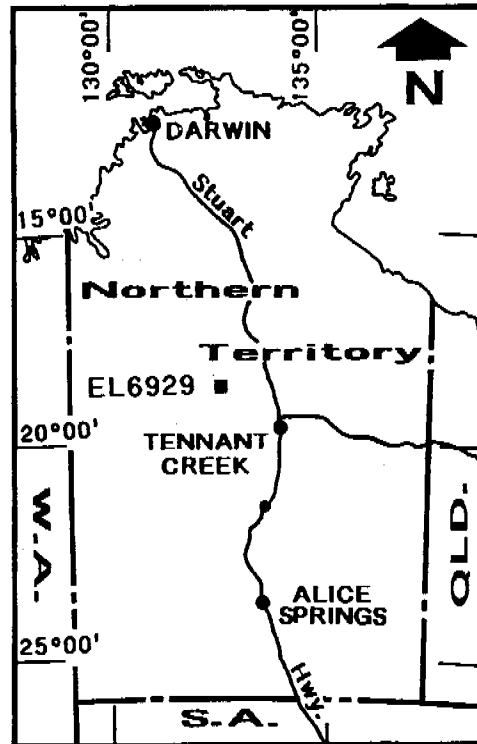 130°00'
135°00'
N
DARWIN
Stuart
15°00'
Northern
Territory
EL6929
20°00'
TENNANT
CREEK
W.A.
QLD.
ALICE
SPRINGS
25°00'
Hwy.
S.A.